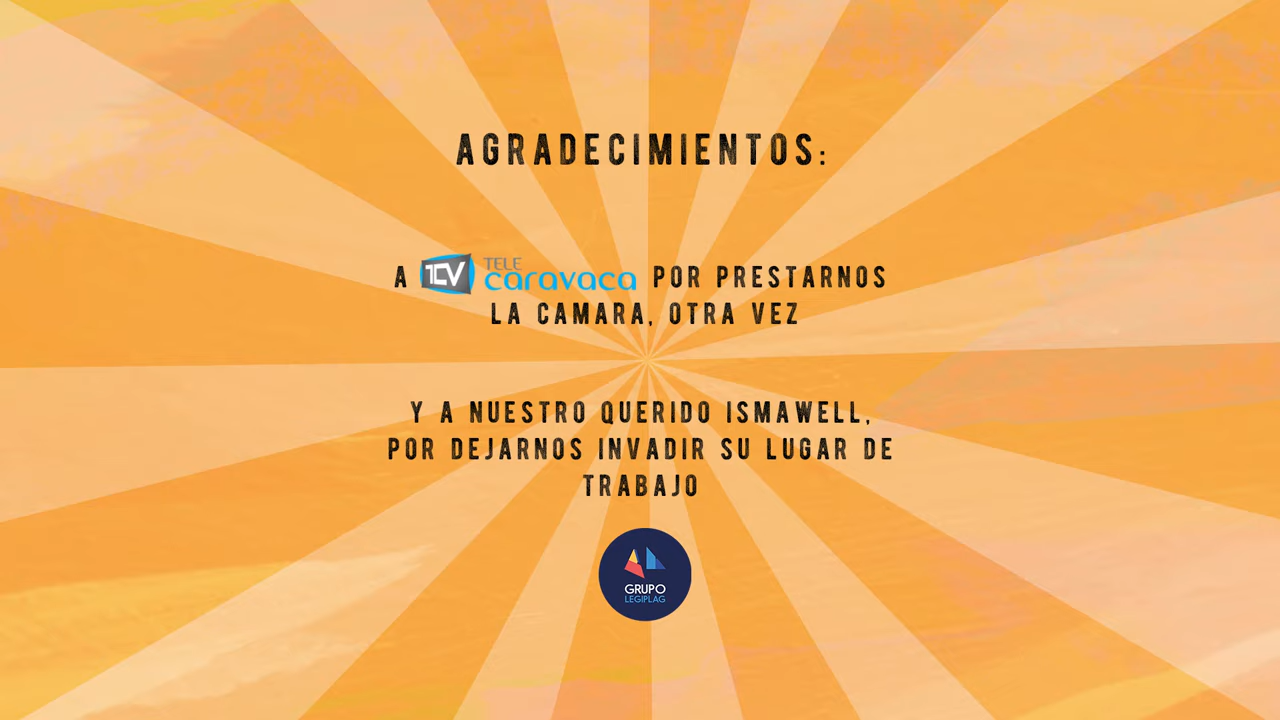 AGRADECIMIENTOS:
A TCV TELE caravaca POR PRESTARNOS
LA CAMARA, OTRA VEZ
Y A NUESTRO QUERIDO ISMAWELL,
POR DEJARNOS INVADIR SU LUGAR DE
TRABAJO
GRUPO
LEGIPLAG